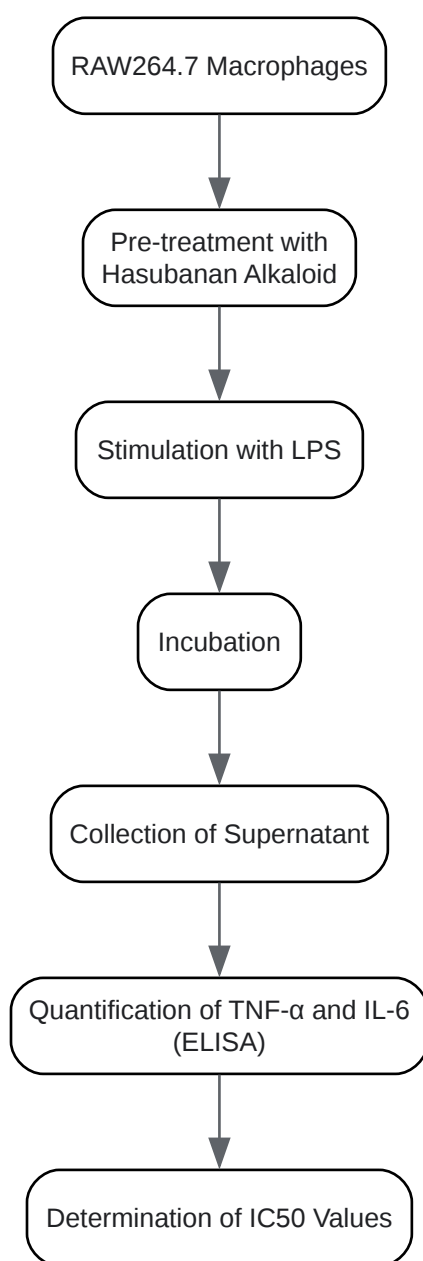 RAW264.7 Macrophages
Pre-treatment with
Hasubanan Alkaloid
Stimulation with LPS
Incubation
Collection of Supernatant
Quantification of TNF-α and IL-6
(ELISA)
Determination of IC50 Values